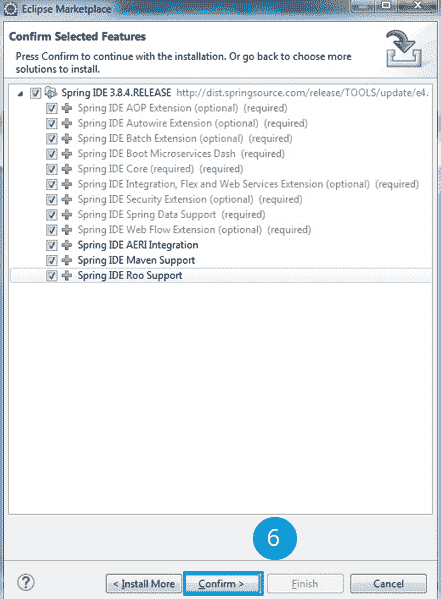 Eclipse Marketplace
Confirm Selected Features
Press Confirm to continue with the installation. Or go back to choose more
solutions to install.
Spring IDE 3.8.4.RELEASE http://dist.springsource.com/release/TOOLS/update/e4.
Spring IDE AOP Extension (optional) (required)
Spring IDE Autowire Extension (optional) (required)
Spring IDE Batch Extension (optional) (required)
Spring IDE Boot Microservices Dash (required)
Spring IDE Core (required) (required)
Spring IDE Integration, Flex and Web Services Extension (optional) (required)
Spring IDE Security Extension (optional) (required)
Spring IDE Spring Data Support (required)
Spring IDE Web Flow Extension (optional) (required)
Spring IDE AERI Integration
Spring IDE Maven Support
Spring IDE Roo Support
6
? < Install More Confirm > Finish Cancel